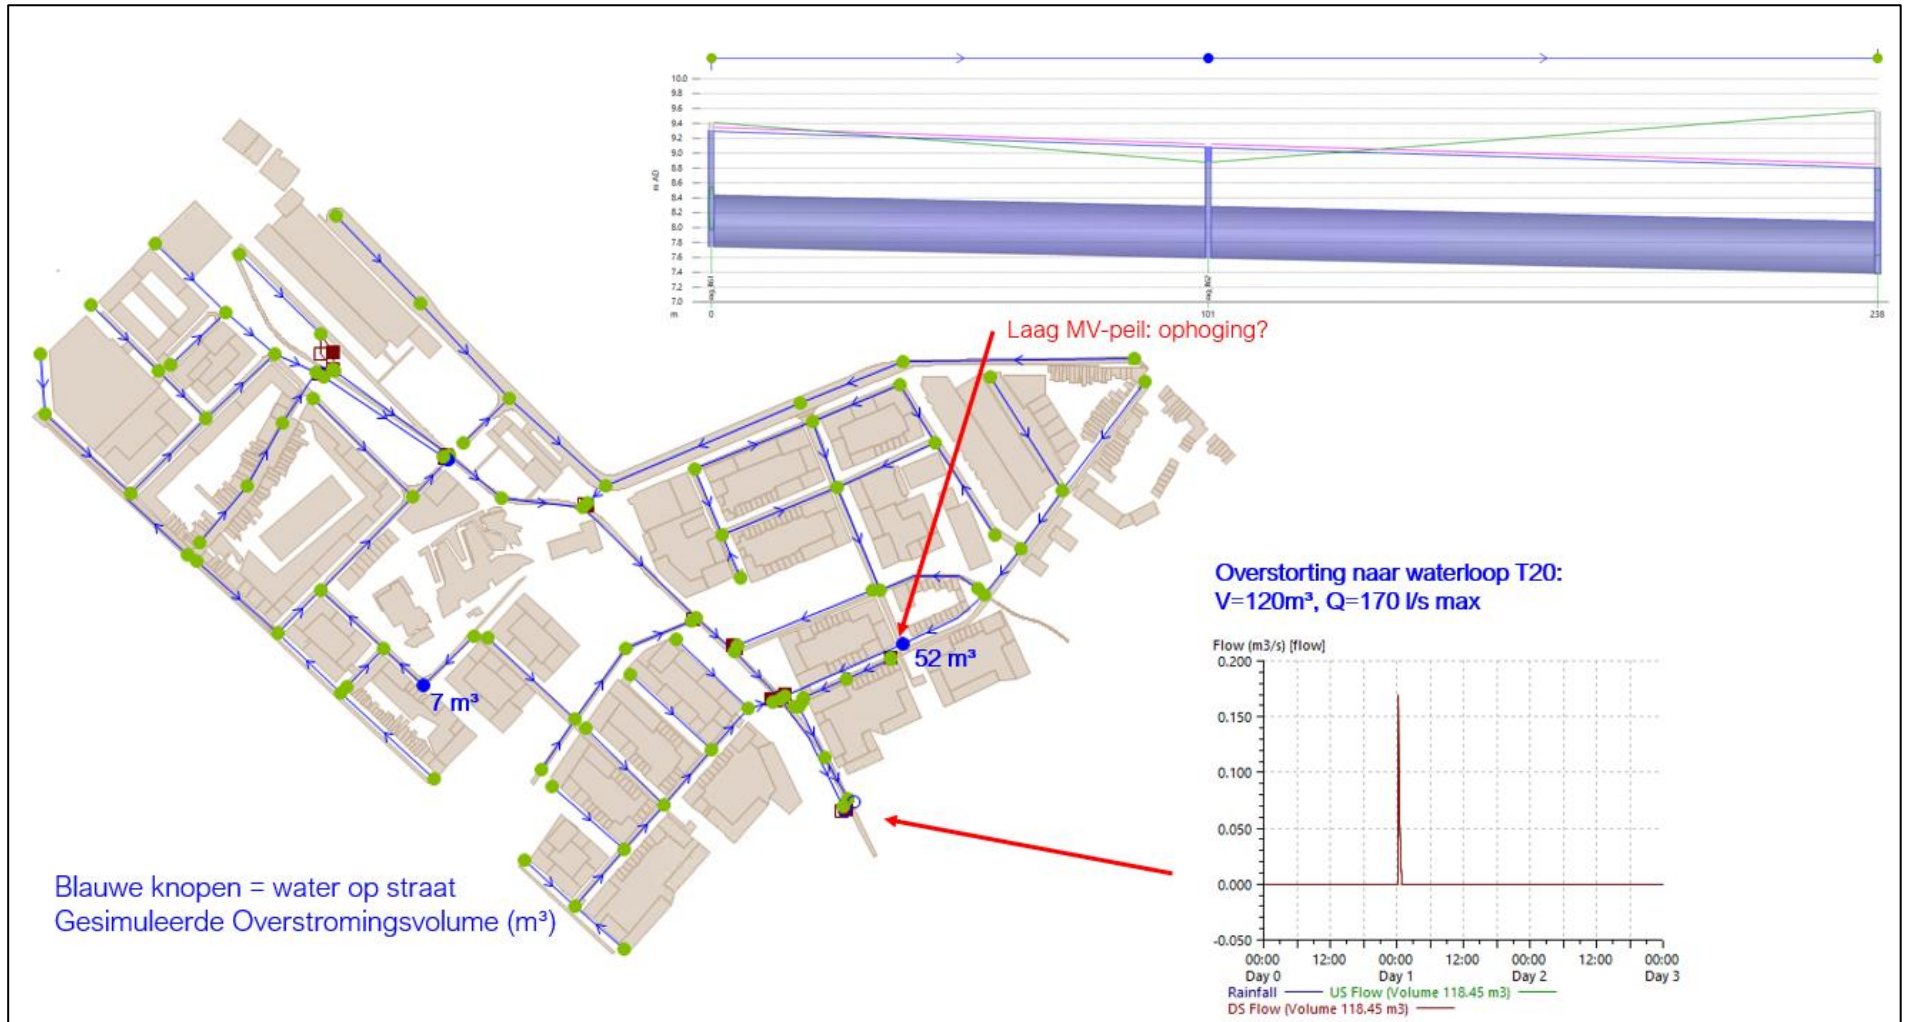 10.0
9.8
9.6
9.4
9.2
9.0
8.8
8.6
8.4
8.2
8.0
7.8
7.6
7.4
7.2
7.0
m AD
m
0
101
238
Laag MV-peil: ophoging?
52 m³
7 m³
Overstorting naar waterloop T20:
V=120m³, Q=170 l/s max
Flow (m3/s) [flow]
0.200
0.150
0.100
0.050
0.000
-0.050
00:00 12:00 00:00 12:00 00:00 12:00 00:00
Day 0 Day 1 Day 2 Day 3
Rainfall US Flow (Volume 118.45 m3)
DS Flow (Volume 118.45 m3)
Blauwe knopen = water op straat
Gesimuleerde Overstromingsvolume (m³)